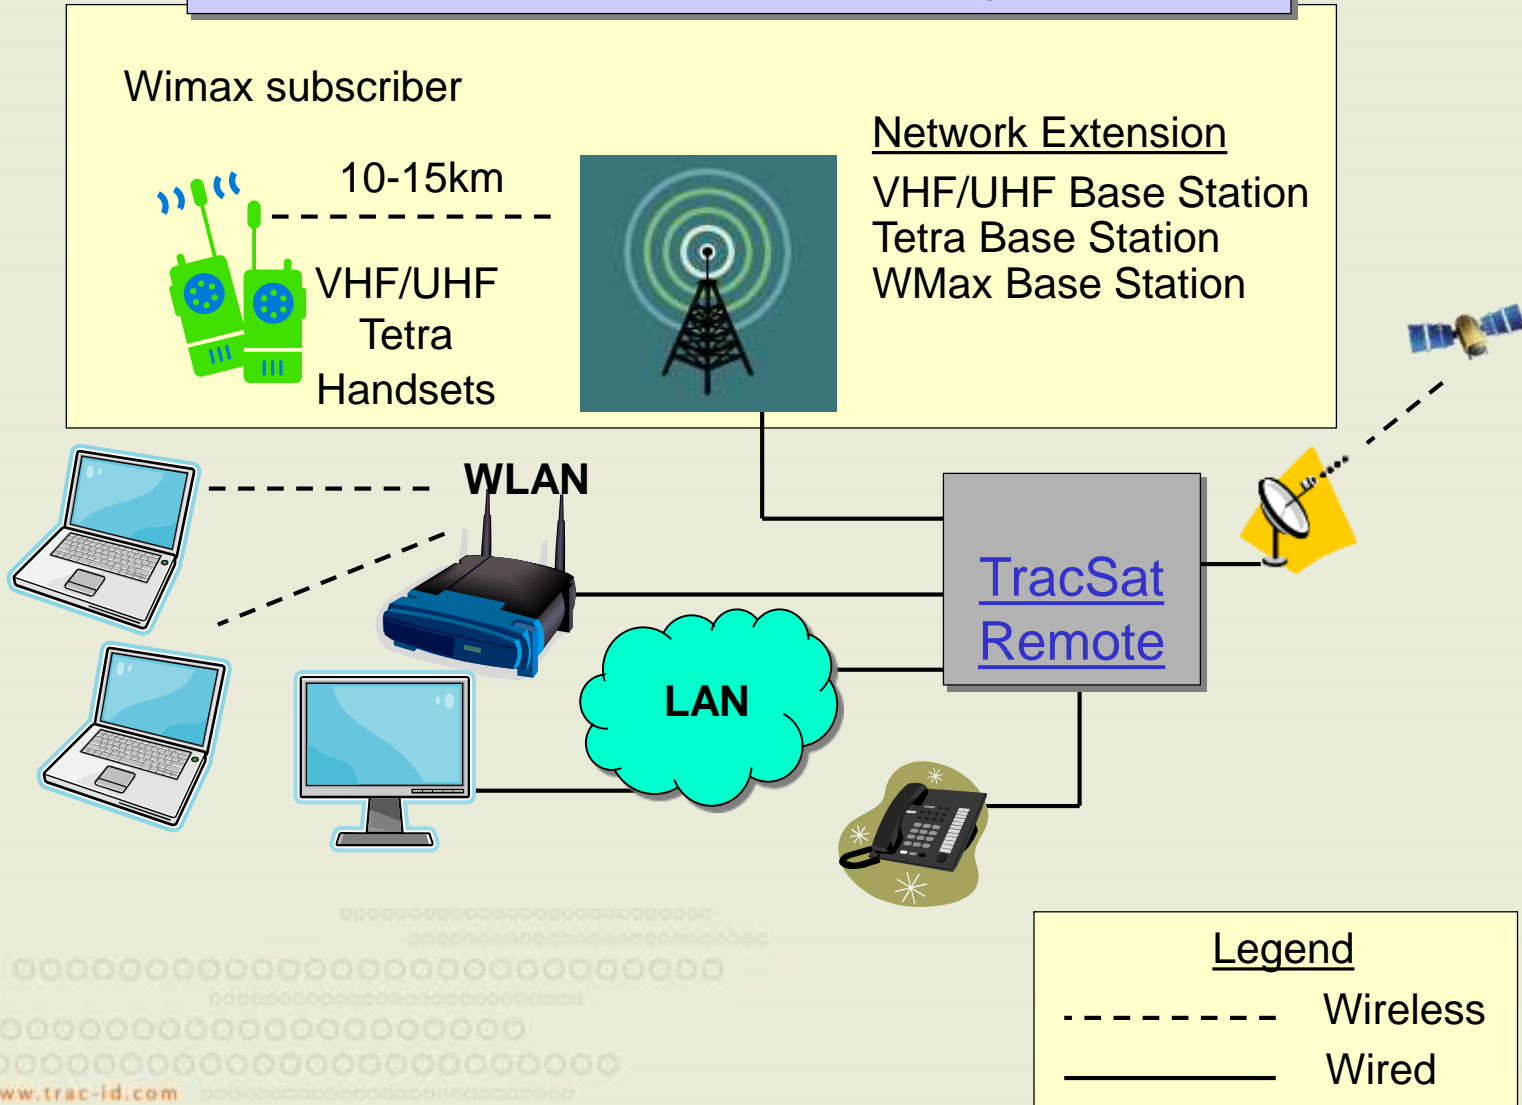 Wimax subscriber
10-15km
VHF/UHF
Tetra
Handsets
Network Extension
VHF/UHF Base Station
Tetra Base Station
WMax Base Station
WLAN
TracSat
Remote
LAN
Legend
Wireless
Wired
ww.trac-id.com